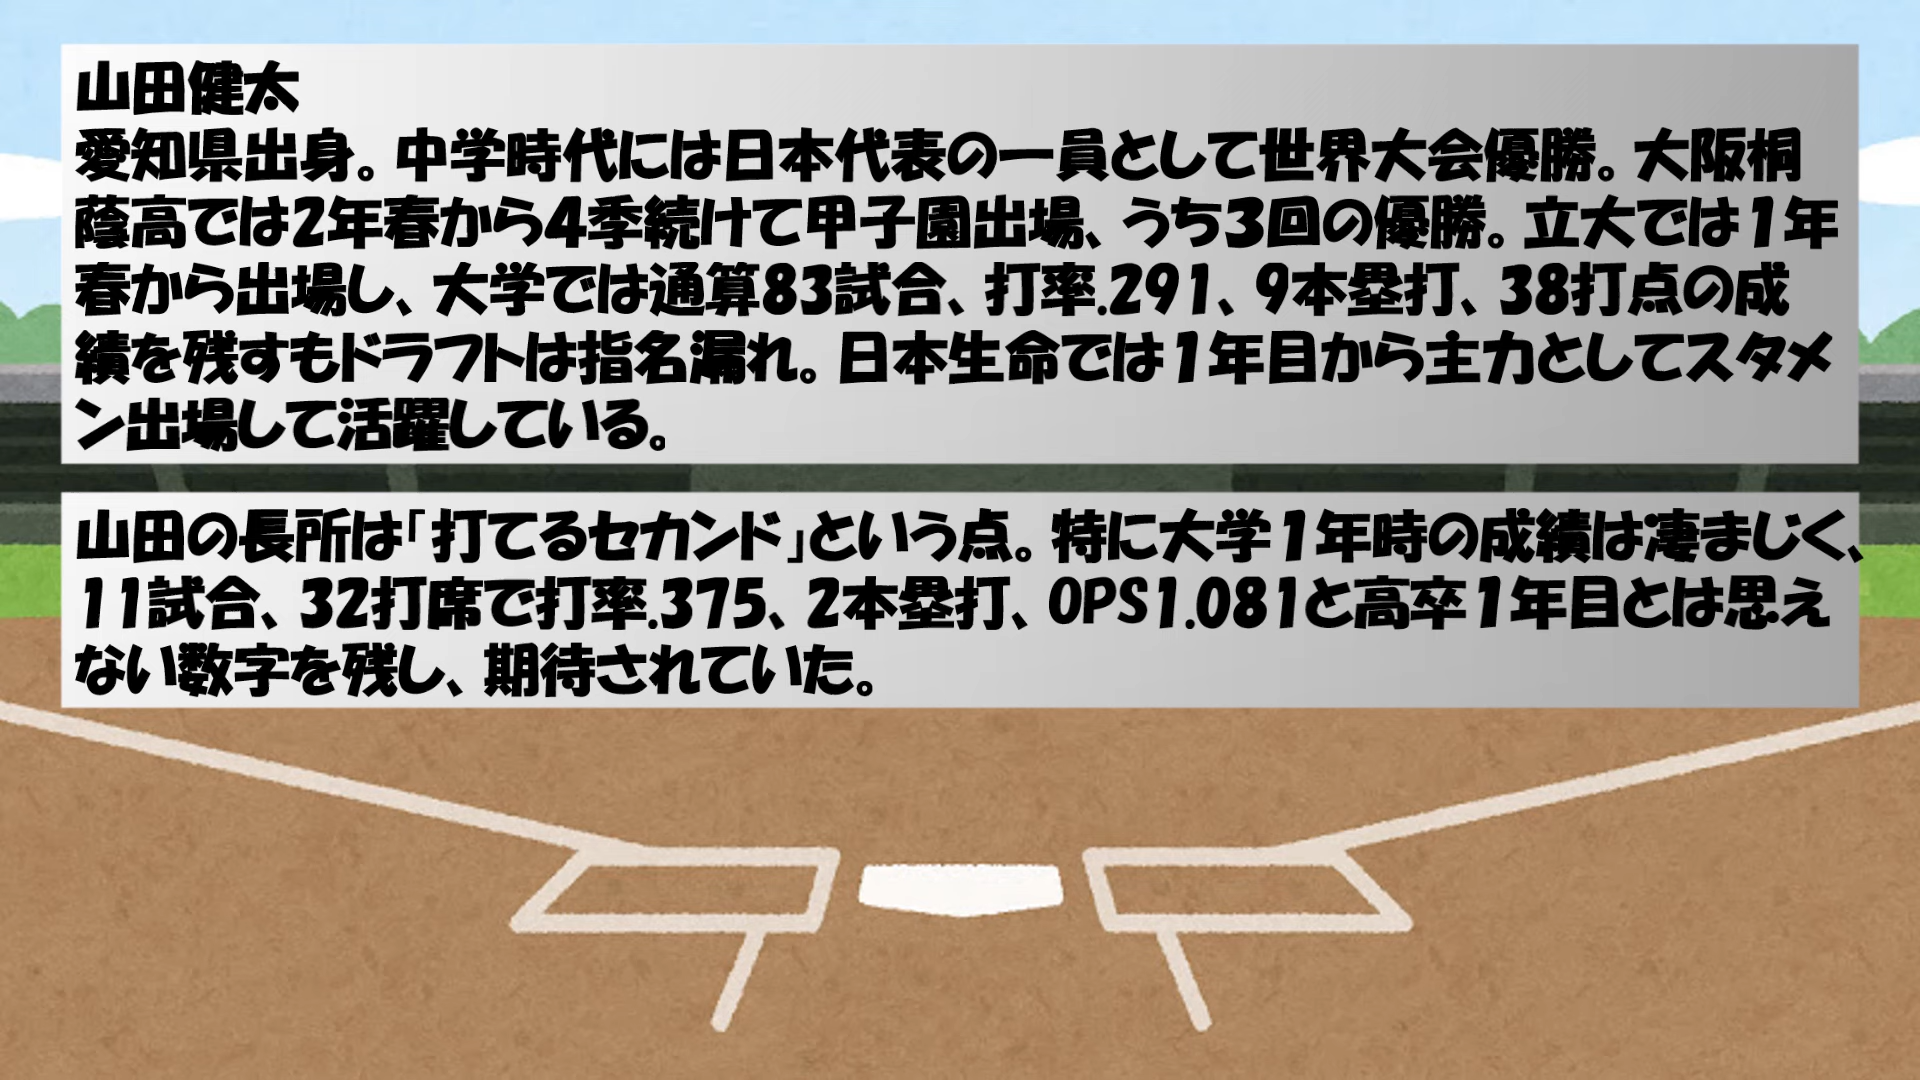 山田健太
愛知県出身。中学時代には日本代表の一員として世界大会優勝。大阪桐
蔭高では2年春から4季続けて甲子園出場、うち3回の優勝。立大では1年
春から出場し、大学では通算83試合、打率.291、9本塁打、38打点の成
績を残すもドラフトは指名漏れ。日本生命では1年目から主力としてスタメ
ン出場して活躍している。
山田の長所は「打てるセカンド」という点。特に大学1年時の成績は凄まじく、
11試合、32打席で打率.375、2本塁打、OPS1.081と高卒1年目とは思え
ない数字を残し、期待されていた。